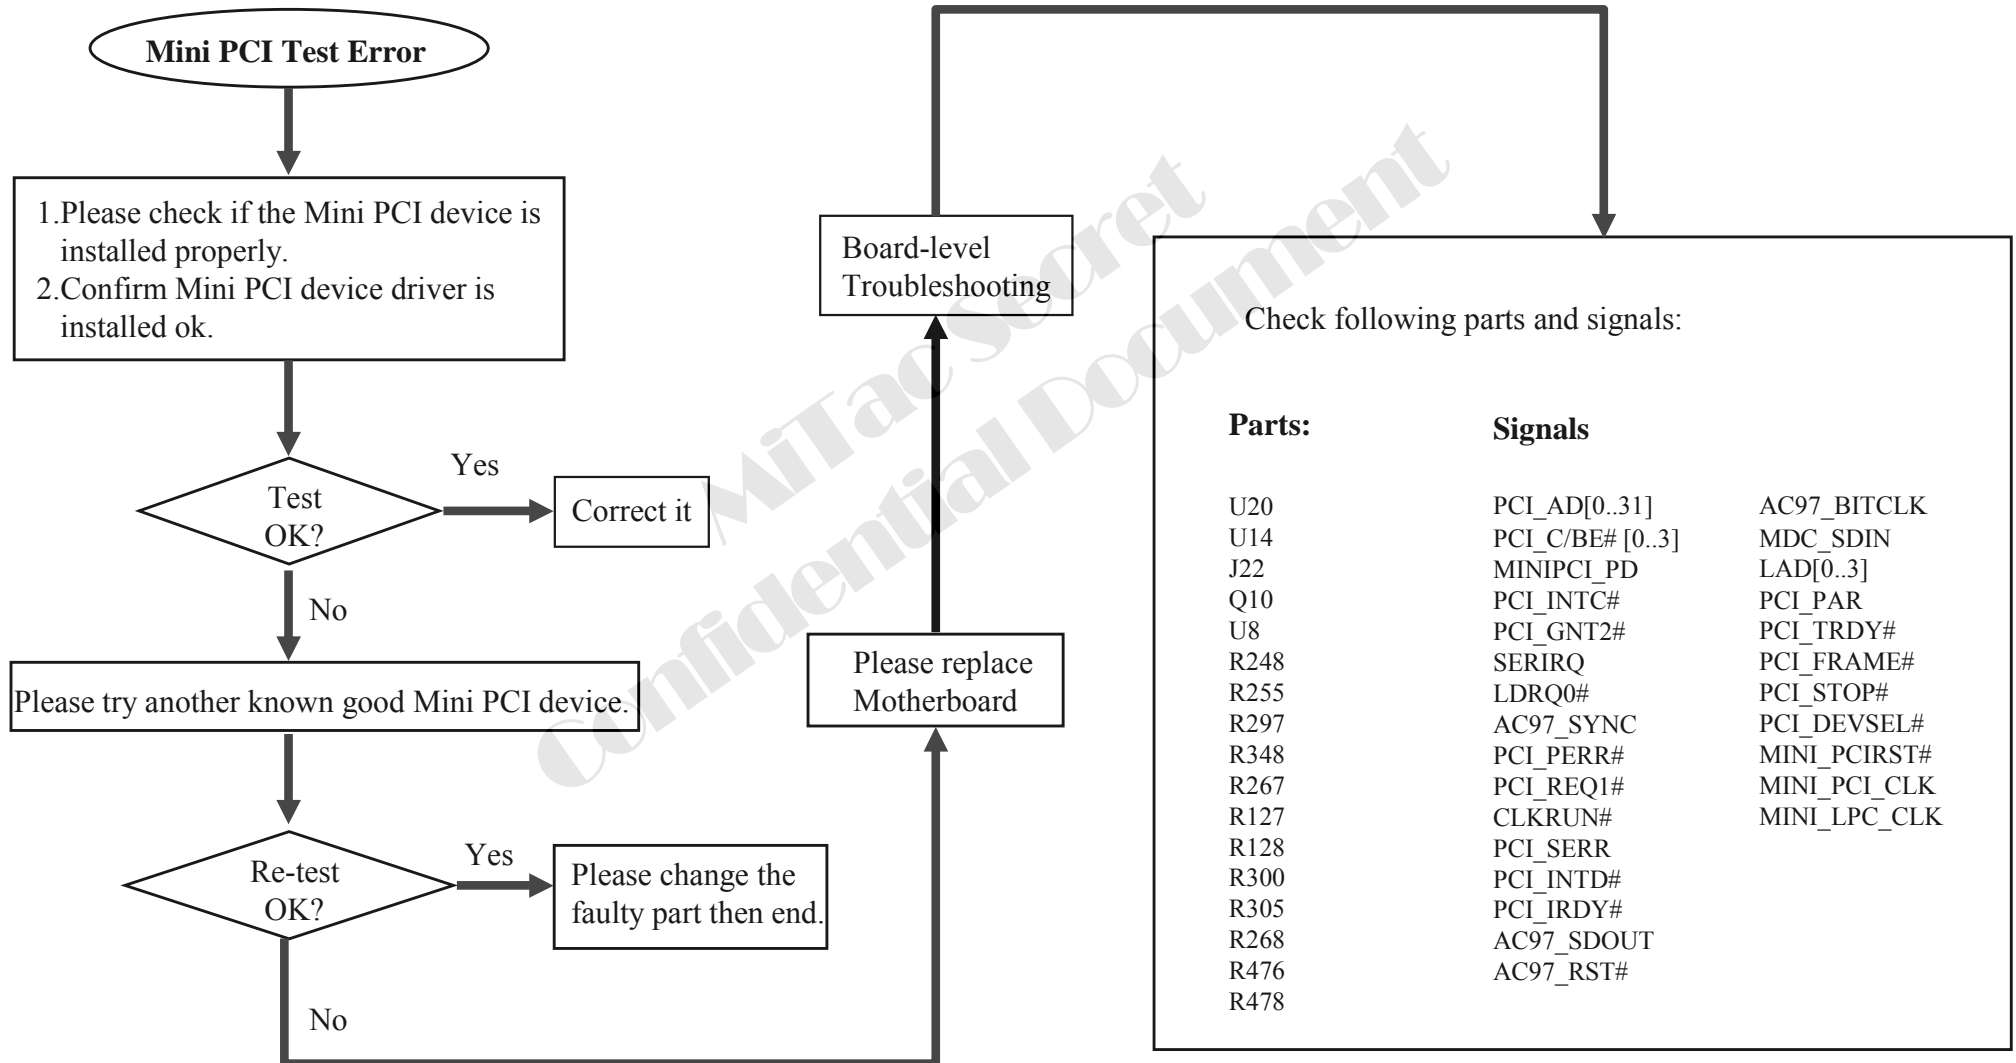 Mini PCI Test Error
1.Please check if the Mini PCI device is
installed properly.
2.Confirm Mini PCI device driver is
installed ok.
Test
OK?
Yes
Correct it
No
Please try another known good Mini PCI device.
Re-test
OK?
Yes
Please change the
faulty part then end.
No
Please replace
Motherboard
Board-level
Troubleshooting
Check following parts and signals:
Parts:
U20
U14
J22
Q10
U8
R248
R255
R297
R348
R267
R127
R128
R300
R305
R268
R476
R478
Signals
PCI_AD[0..31]
PCI_C/BE# [0..3]
MINIPCI_PD
PCI_INTC#
PCI_GNT2#
SERIRQ
LDRQ0#
AC97_SYNC
PCI_PERR#
PCI_REQ1#
CLKRUN#
PCI_SERR
PCI_INTD#
PCI_IRDY#
AC97_SDOUT
AC97_RST#
AC97_BITCLK
MDC_SDIN
LAD[0..3]
PCI_PAR
PCI_TRDY#
PCI_FRAME#
PCI_STOP#
PCI_DEVSEL#
MINI_PCIRST#
MINI_PCI_CLK
MINI_LPC_CLK
MiTac Secret
Confidential Document